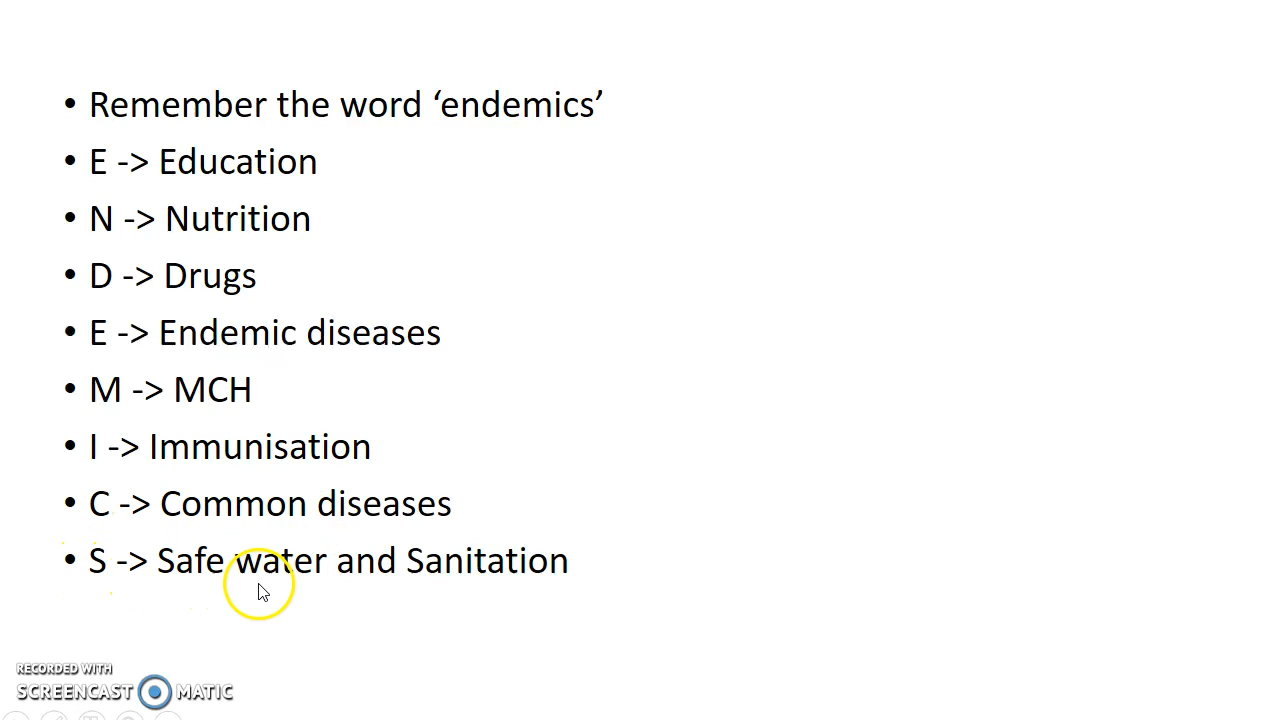 • Remember the word ‘endemics’
• E -> Education
• N -> Nutrition
• D -> Drugs
• E -> Endemic diseases
• M -> MCH
• I -> Immunisation
• C -> Common diseases
• S -> Safe water and Sanitation
RECORDED WITH
SCREENCAST MATIC